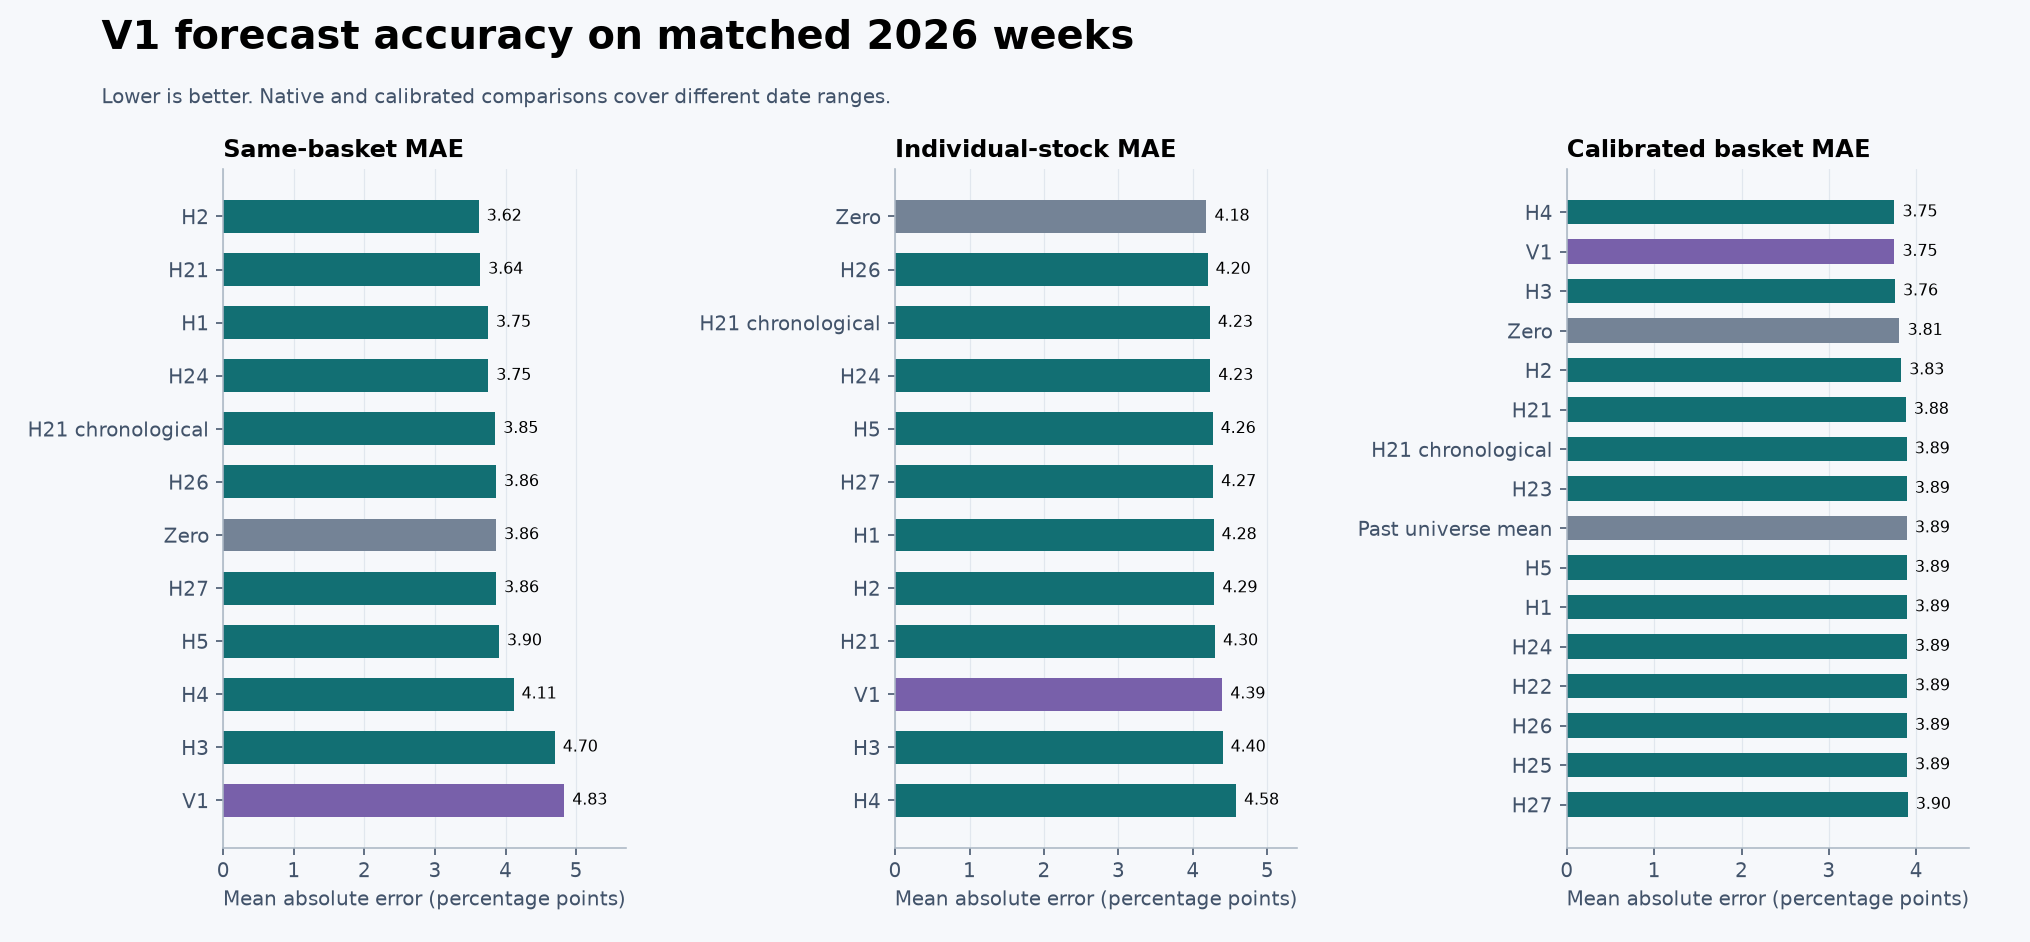 V1 forecast accuracy on matched 2026 weeks
Lower is better. Native and calibrated comparisons cover different date ranges.
Same-basket MAE
H2 3.62
H21 3.64
H1 3.75
H24 3.75
H21 chronological 3.85
H26 3.86
Zero 3.86
H27 3.86
H5 3.90
H4 4.11
H3 4.70
V1 4.83
0 1 2 3 4 5
Mean absolute error (percentage points)
Individual-stock MAE
Zero 4.18
H26 4.20
H21 chronological 4.23
H24 4.23
H5 4.26
H27 4.27
H1 4.28
H2 4.29
H21 4.30
V1 4.39
H3 4.40
H4 4.58
0 1 2 3 4 5
Mean absolute error (percentage points)
Calibrated basket MAE
H4 3.75
V1 3.75
H3 3.76
Zero 3.81
H2 3.83
H21 3.88
H21 chronological 3.89
H23 3.89
Past universe mean 3.89
H5 3.89
H1 3.89
H24 3.89
H22 3.89
H26 3.89
H25 3.89
H27 3.90
0 1 2 3 4
Mean absolute error (percentage points)